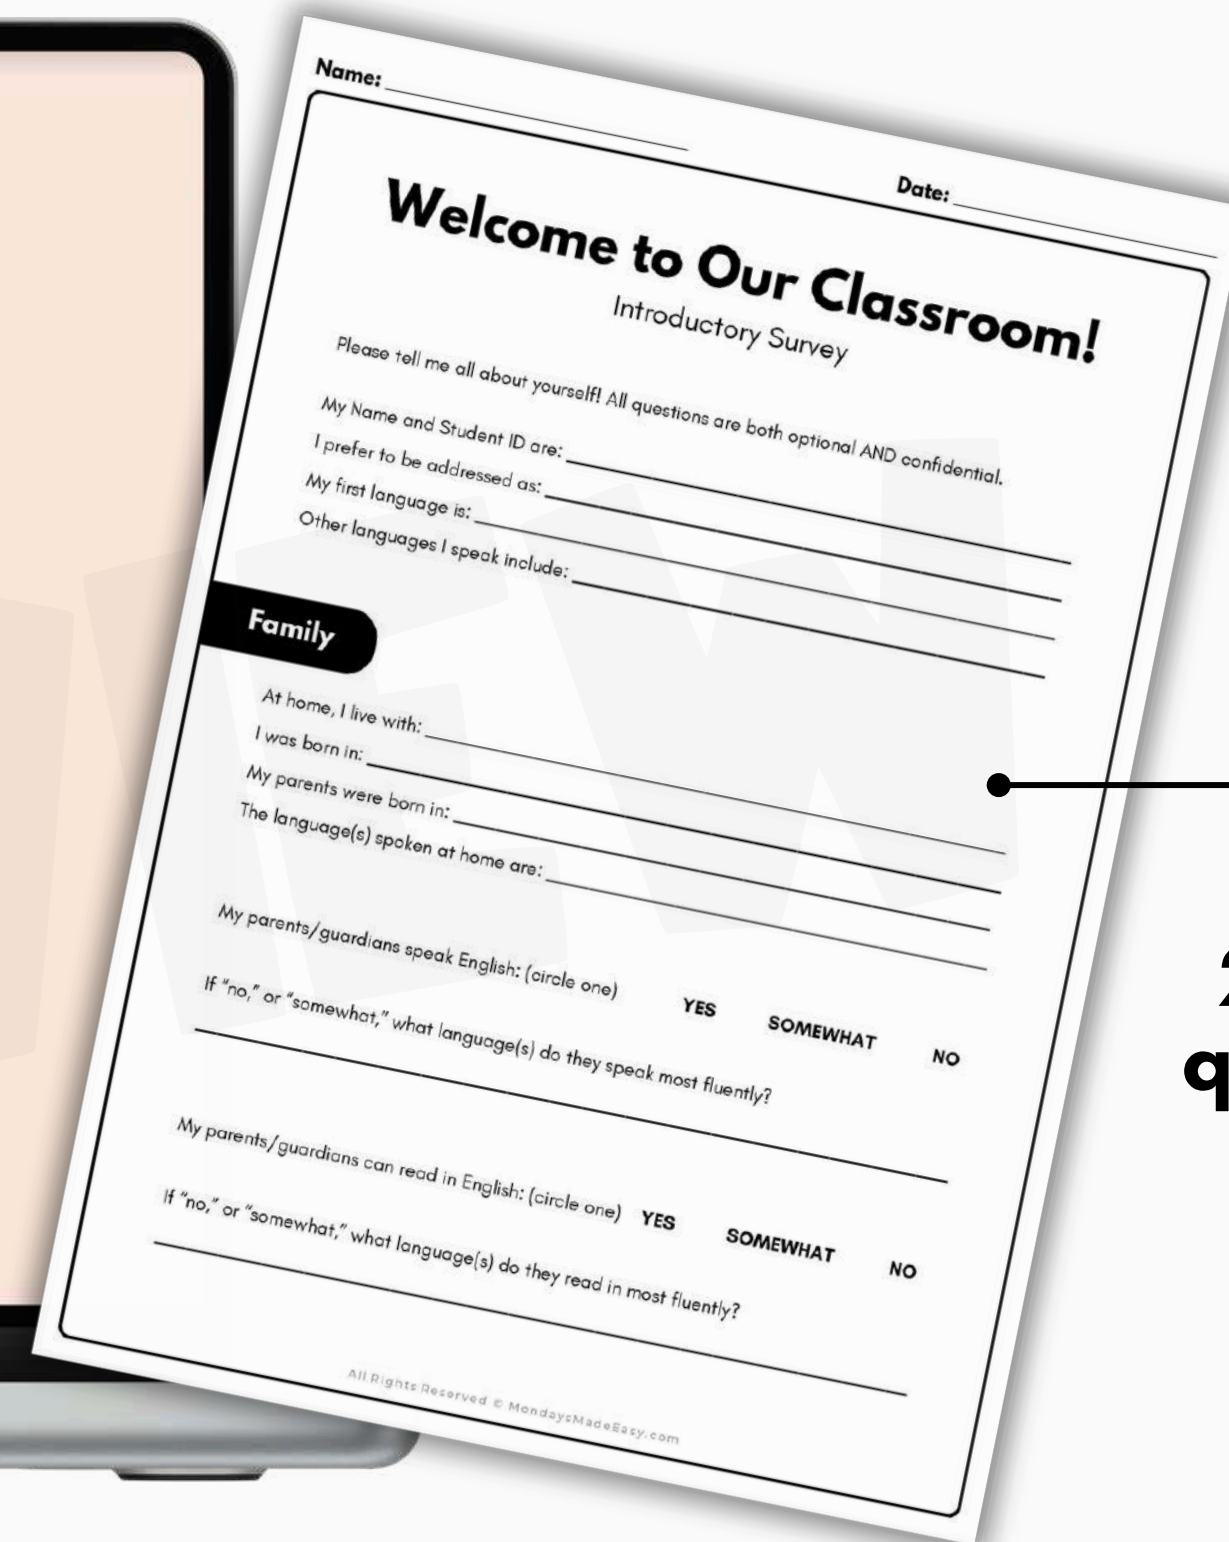 Name:
Date:
Welcome to Our Classroom!
Introductory Survey
Please tell me all about yourself! All questions are both optional AND confidential.
My Name and Student ID are:
I prefer to be addressed as:
My first language is:
Other languages I speak include:
Family
At home, I live with:
I was born in:
My parents were born in:
The language(s) spoken at home are:
My parents/guardians speak English: (circle one) YES SOMEWHAT NO
If “no,” or “somewhat,” what language(s) do they speak most fluently?
My parents/guardians can read in English: (circle one) YES SOMEWHAT NO
If “no,” or “somewhat,” what language(s) do they read in most fluently?
All Rights Reserved © MondaysMadeEasy.com